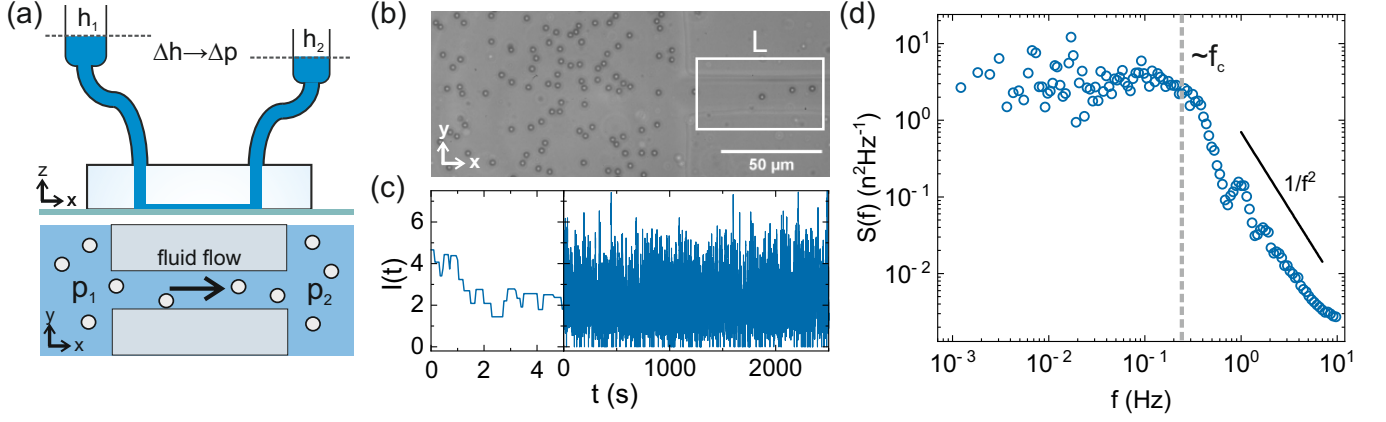 (a)
h₁
h₂
Δh→Δp
z
x
fluid flow
p₁
p₂
y
x
(b)
L
y
x
50 μm
(c)
I(t)
6
4
2
0
0
2
4
0
1000
2000
t (s)
(d)
S(f) (n²Hz⁻¹)
10¹
10⁰
10⁻¹
10⁻²
~f_c
1/f²
10⁻³
10⁻²
10⁻¹
10⁰
10¹
f (Hz)